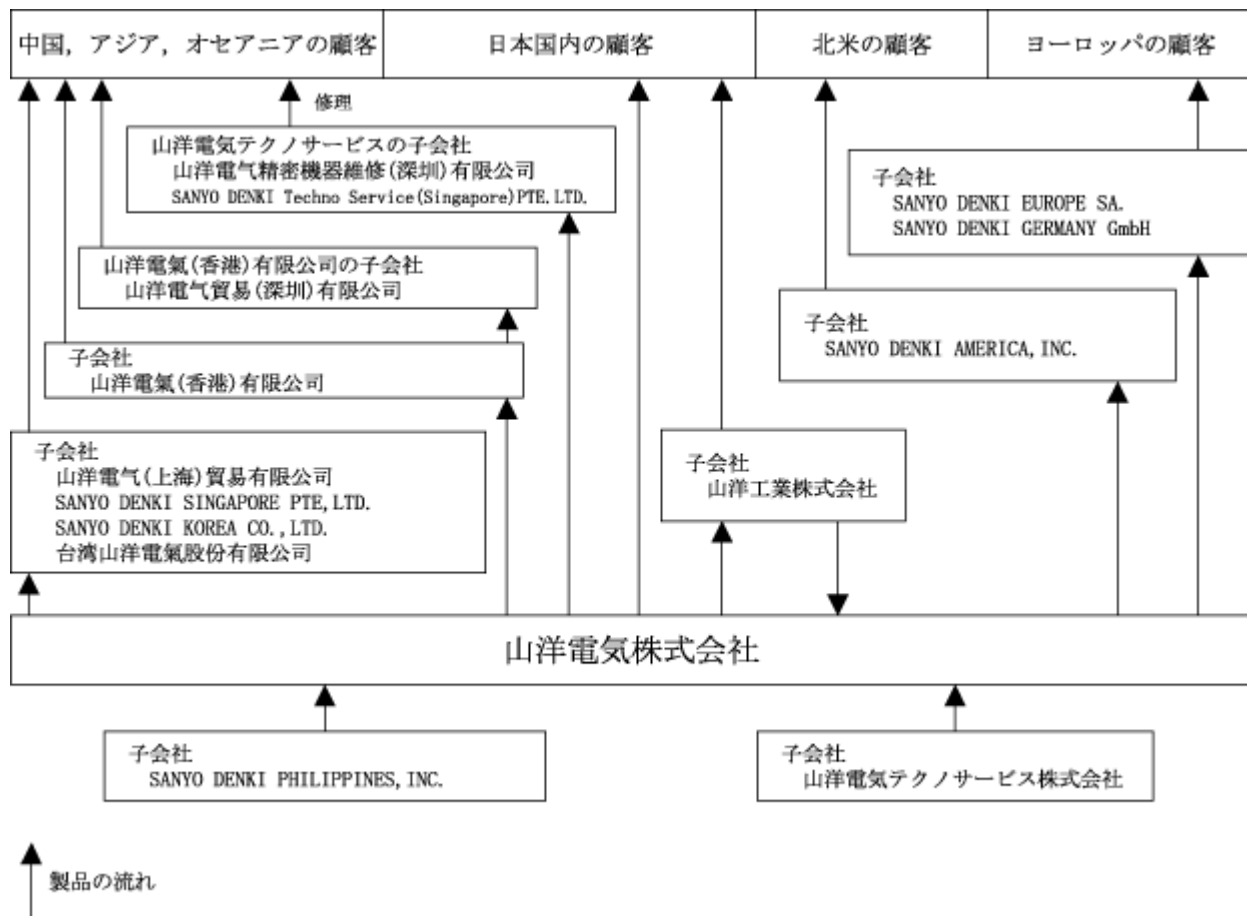 中国，アジア，オセアニアの顧客
日本国内の顧客
北米の顧客
ヨーロッパの顧客
修理
山洋電気テクノサービスの子会社
山洋电气精密機器維修(深圳)有限公司
SANYO DENKI Techno Service(Singapore)PTE.LTD.
子会社
SANYO DENKI EUROPE SA.
SANYO DENKI GERMANY GmbH
山洋電氣(香港)有限公司の子会社
山洋电气貿易(深圳)有限公司
子会社
SANYO DENKI AMERICA,INC.
子会社
山洋電氣(香港)有限公司
子会社
山洋电气(上海)貿易有限公司
SANYO DENKI SINGAPORE PTE,LTD.
SANYO DENKI KOREA CO.,LTD.
台湾山洋電氣股份有限公司
子会社
山洋工業株式会社
山洋電気株式会社
子会社
SANYO DENKI PHILIPPINES,INC.
子会社
山洋電気テクノサービス株式会社
製品の流れ